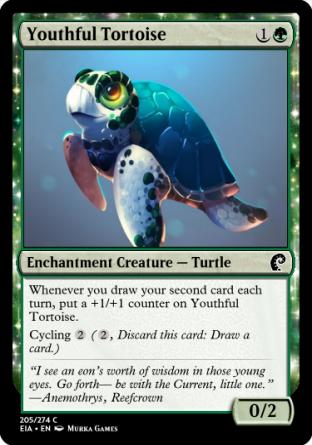 Youthful Tortoise 1
Enchantment Creature — Turtle
Whenever you draw your second card each
turn, put a +1/+1 counter on Youthful
Tortoise.
Cycling 2 ( 2, Discard this card: Draw a
card.)
“I see an eon’s worth of wisdom in those young
eyes. Go forth— be with the Current, little one.”
—Anemothrys, Reefcrown
0/2
205/274 C
EIA • EN Murka Games